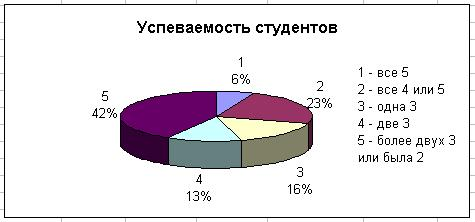 Успеваемость студентов
1
6%
2
23%
3
16%
4
13%
5
42%
1 - все 5
2 - все 4 или 5
3 - одна 3
4 - две 3
5 - более двух 3
или была 2